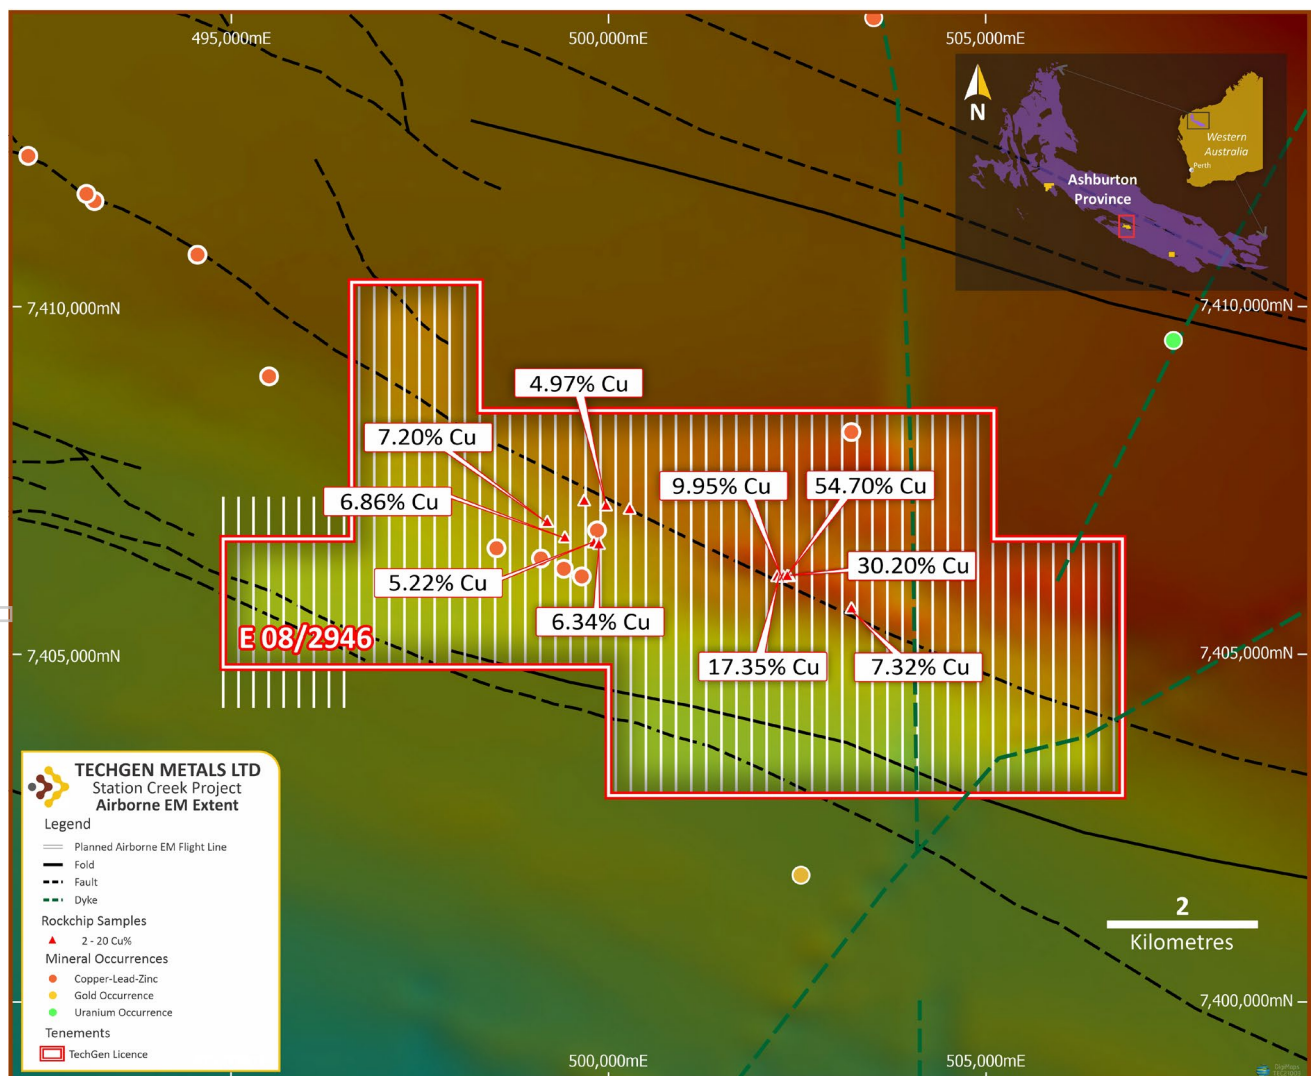 495,000mE
500,000mE
505,000mE
N
Western
Australia
Perth
Ashburton
Province
7,410,000mN
7,410,000mN
4.97% Cu
7.20% Cu
6.86% Cu
9.95% Cu
54.70% Cu
30.20% Cu
5.22% Cu
6.34% Cu
E 08/2946
17.35% Cu
7.32% Cu
7,405,000mN
7,405,000mN
TECHGEN METALS LTD
Station Creek Project
Airborne EM Extent
Legend
Planned Airborne EM Flight Line
Fold
Fault
Dyke
Rockchip Samples
2 - 20 Cu%
Mineral Occurrences
Copper-Lead-Zinc
Gold Occurrence
Uranium Occurrence
Tenements
TechGen Licence
2
Kilometres
7,400,000mN
500,000mE
505,000mE